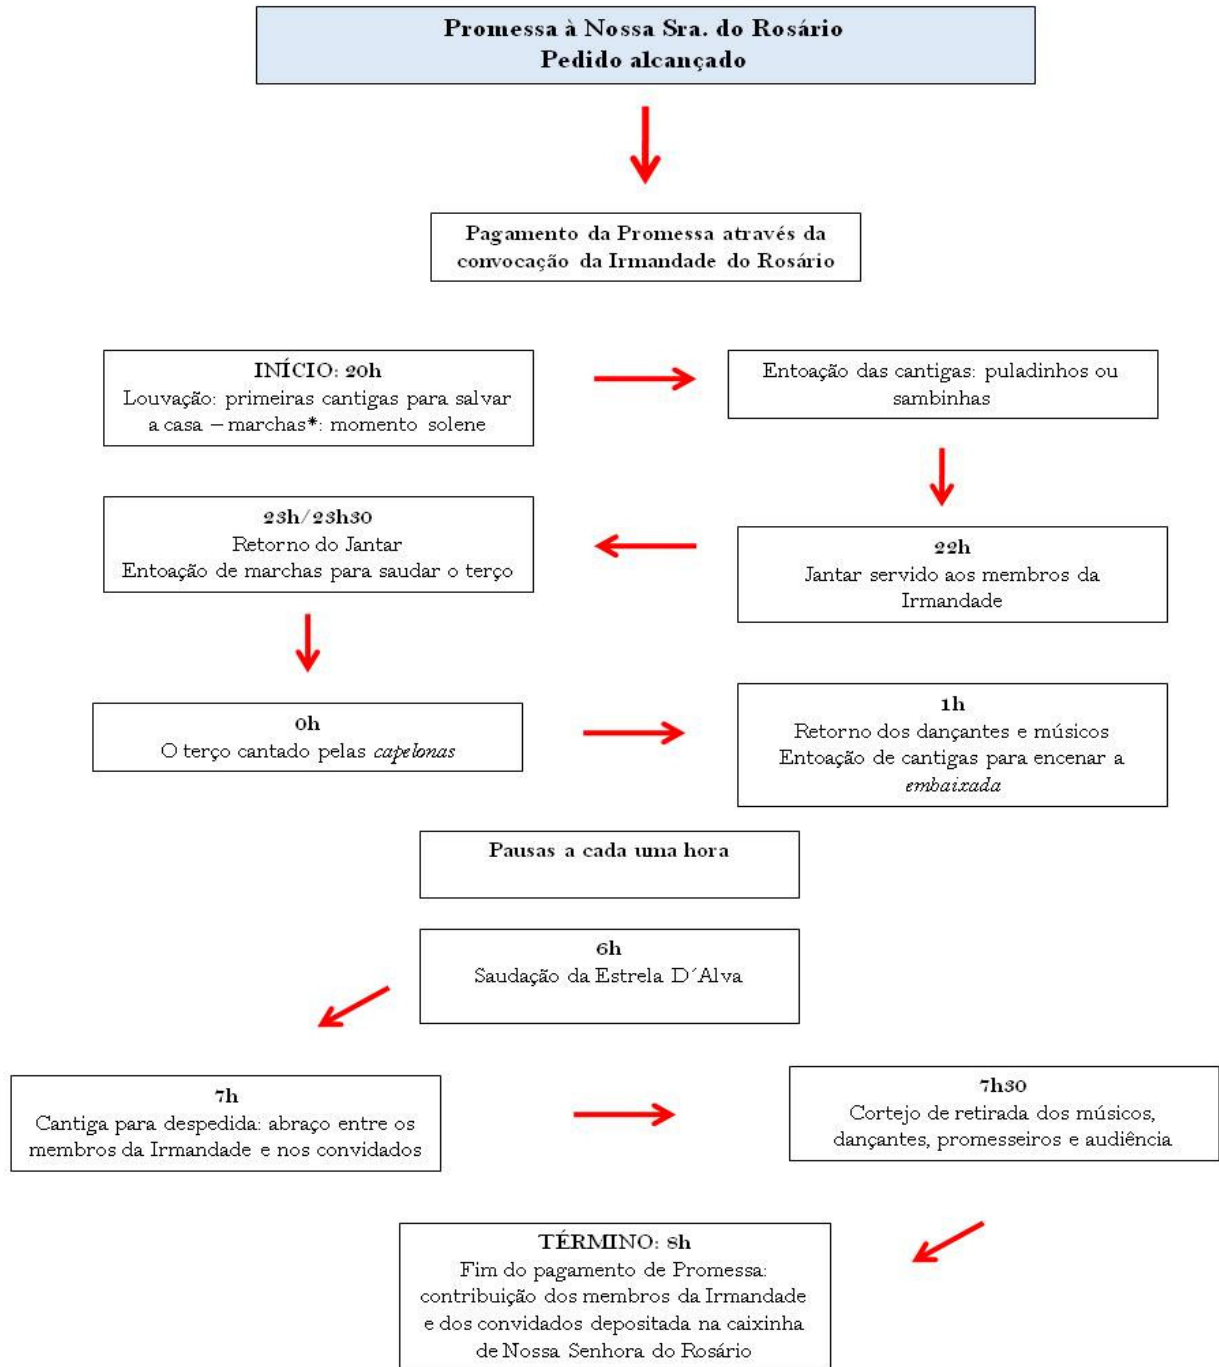 Promessa à Nossa Sra. do Rosário
Pedido alcançado
Pagamento da Promessa através da
convocação da Irmandade do Rosário
INÍCIO: 20h
Louvação: primeiras cantigas para salvar
a casa – marchas*: momento solene
Entoação das cantigas: puladinhos ou
sambinhas
22h
Jantar servido aos membros da
Irmandade
23h/23h30
Retorno do Jantar
Entoação de marchas para saudar o terço
0h
O terço cantado pelas capelonas
1h
Retorno dos dançantes e músicos
Entoação de cantigas para encenar a
embaixada
Pausas a cada uma hora
6h
Saudação da Estrela D´Alva
7h
Cantiga para despedida: abraço entre os
membros da Irmandade e nos convidados
7h30
Cortejo de retirada dos músicos,
dançantes, promesseiros e audiência
TÉRMINO: 8h
Fim do pagamento de Promessa:
contribuição dos membros da Irmandade
e dos convidados depositada na caixinha
de Nossa Senhora do Rosário